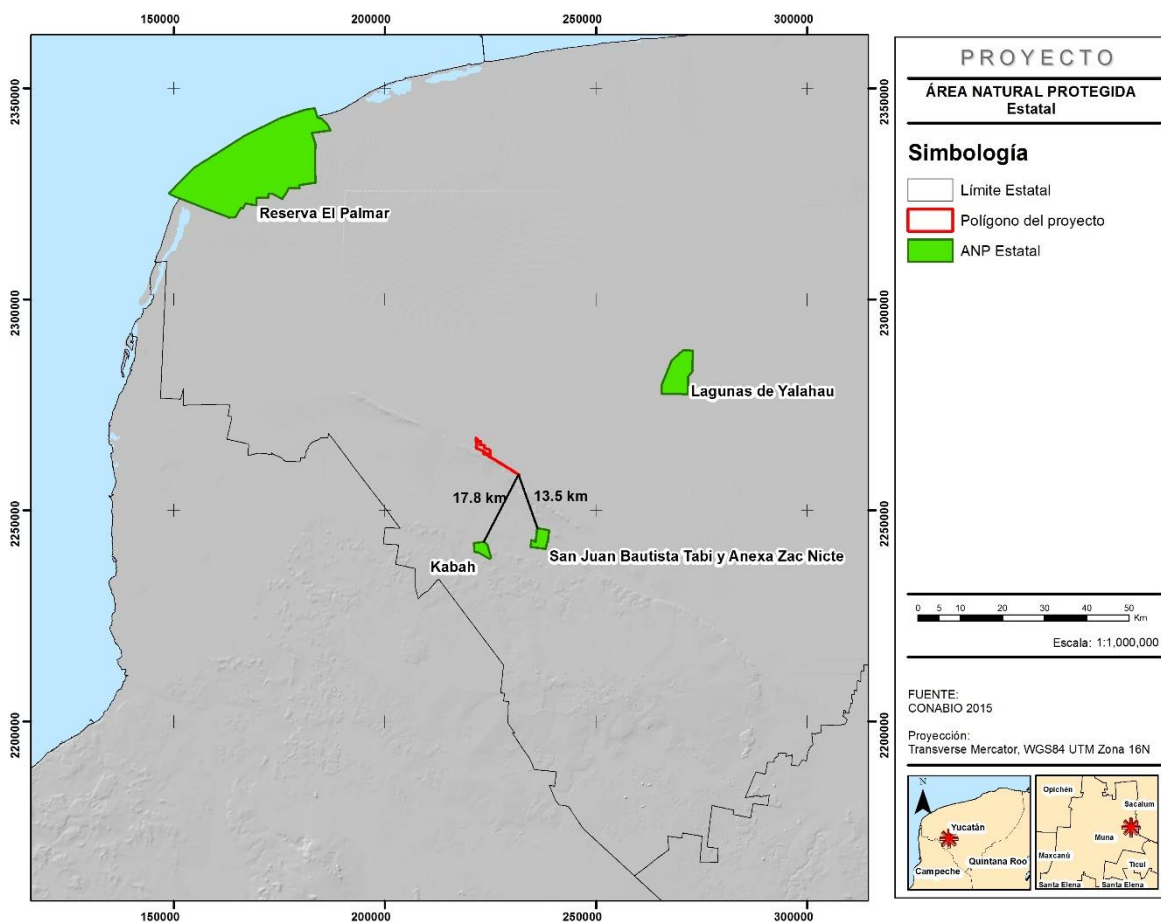 150000
200000
250000
300000
2350000
2350000
Reserva El Palmar
2300000
2300000
Lagunas de Yalahau
17.8 km
13.5 km
2250000
2250000
Kabah
San Juan Bautista Tabi y Anexa Zac Nicte
2200000
2200000
150000
200000
250000
300000
PROYECTO
ÁREA NATURAL PROTEGIDA
Estatal
Simbología
Límite Estatal
Polígono del proyecto
ANP Estatal
0 5 10 20 30 40 50
Km
Escala: 1:1,000,000
FUENTE:
CONABIO 2015
Proyección:
Transverse Mercator, WGS84 UTM Zona 16N
N
Yucatán
Quintana Roo
Campeche
Opichén
Sacalum
Muna
Maxcanú
Ticul
Santa Elena
Santa Elena